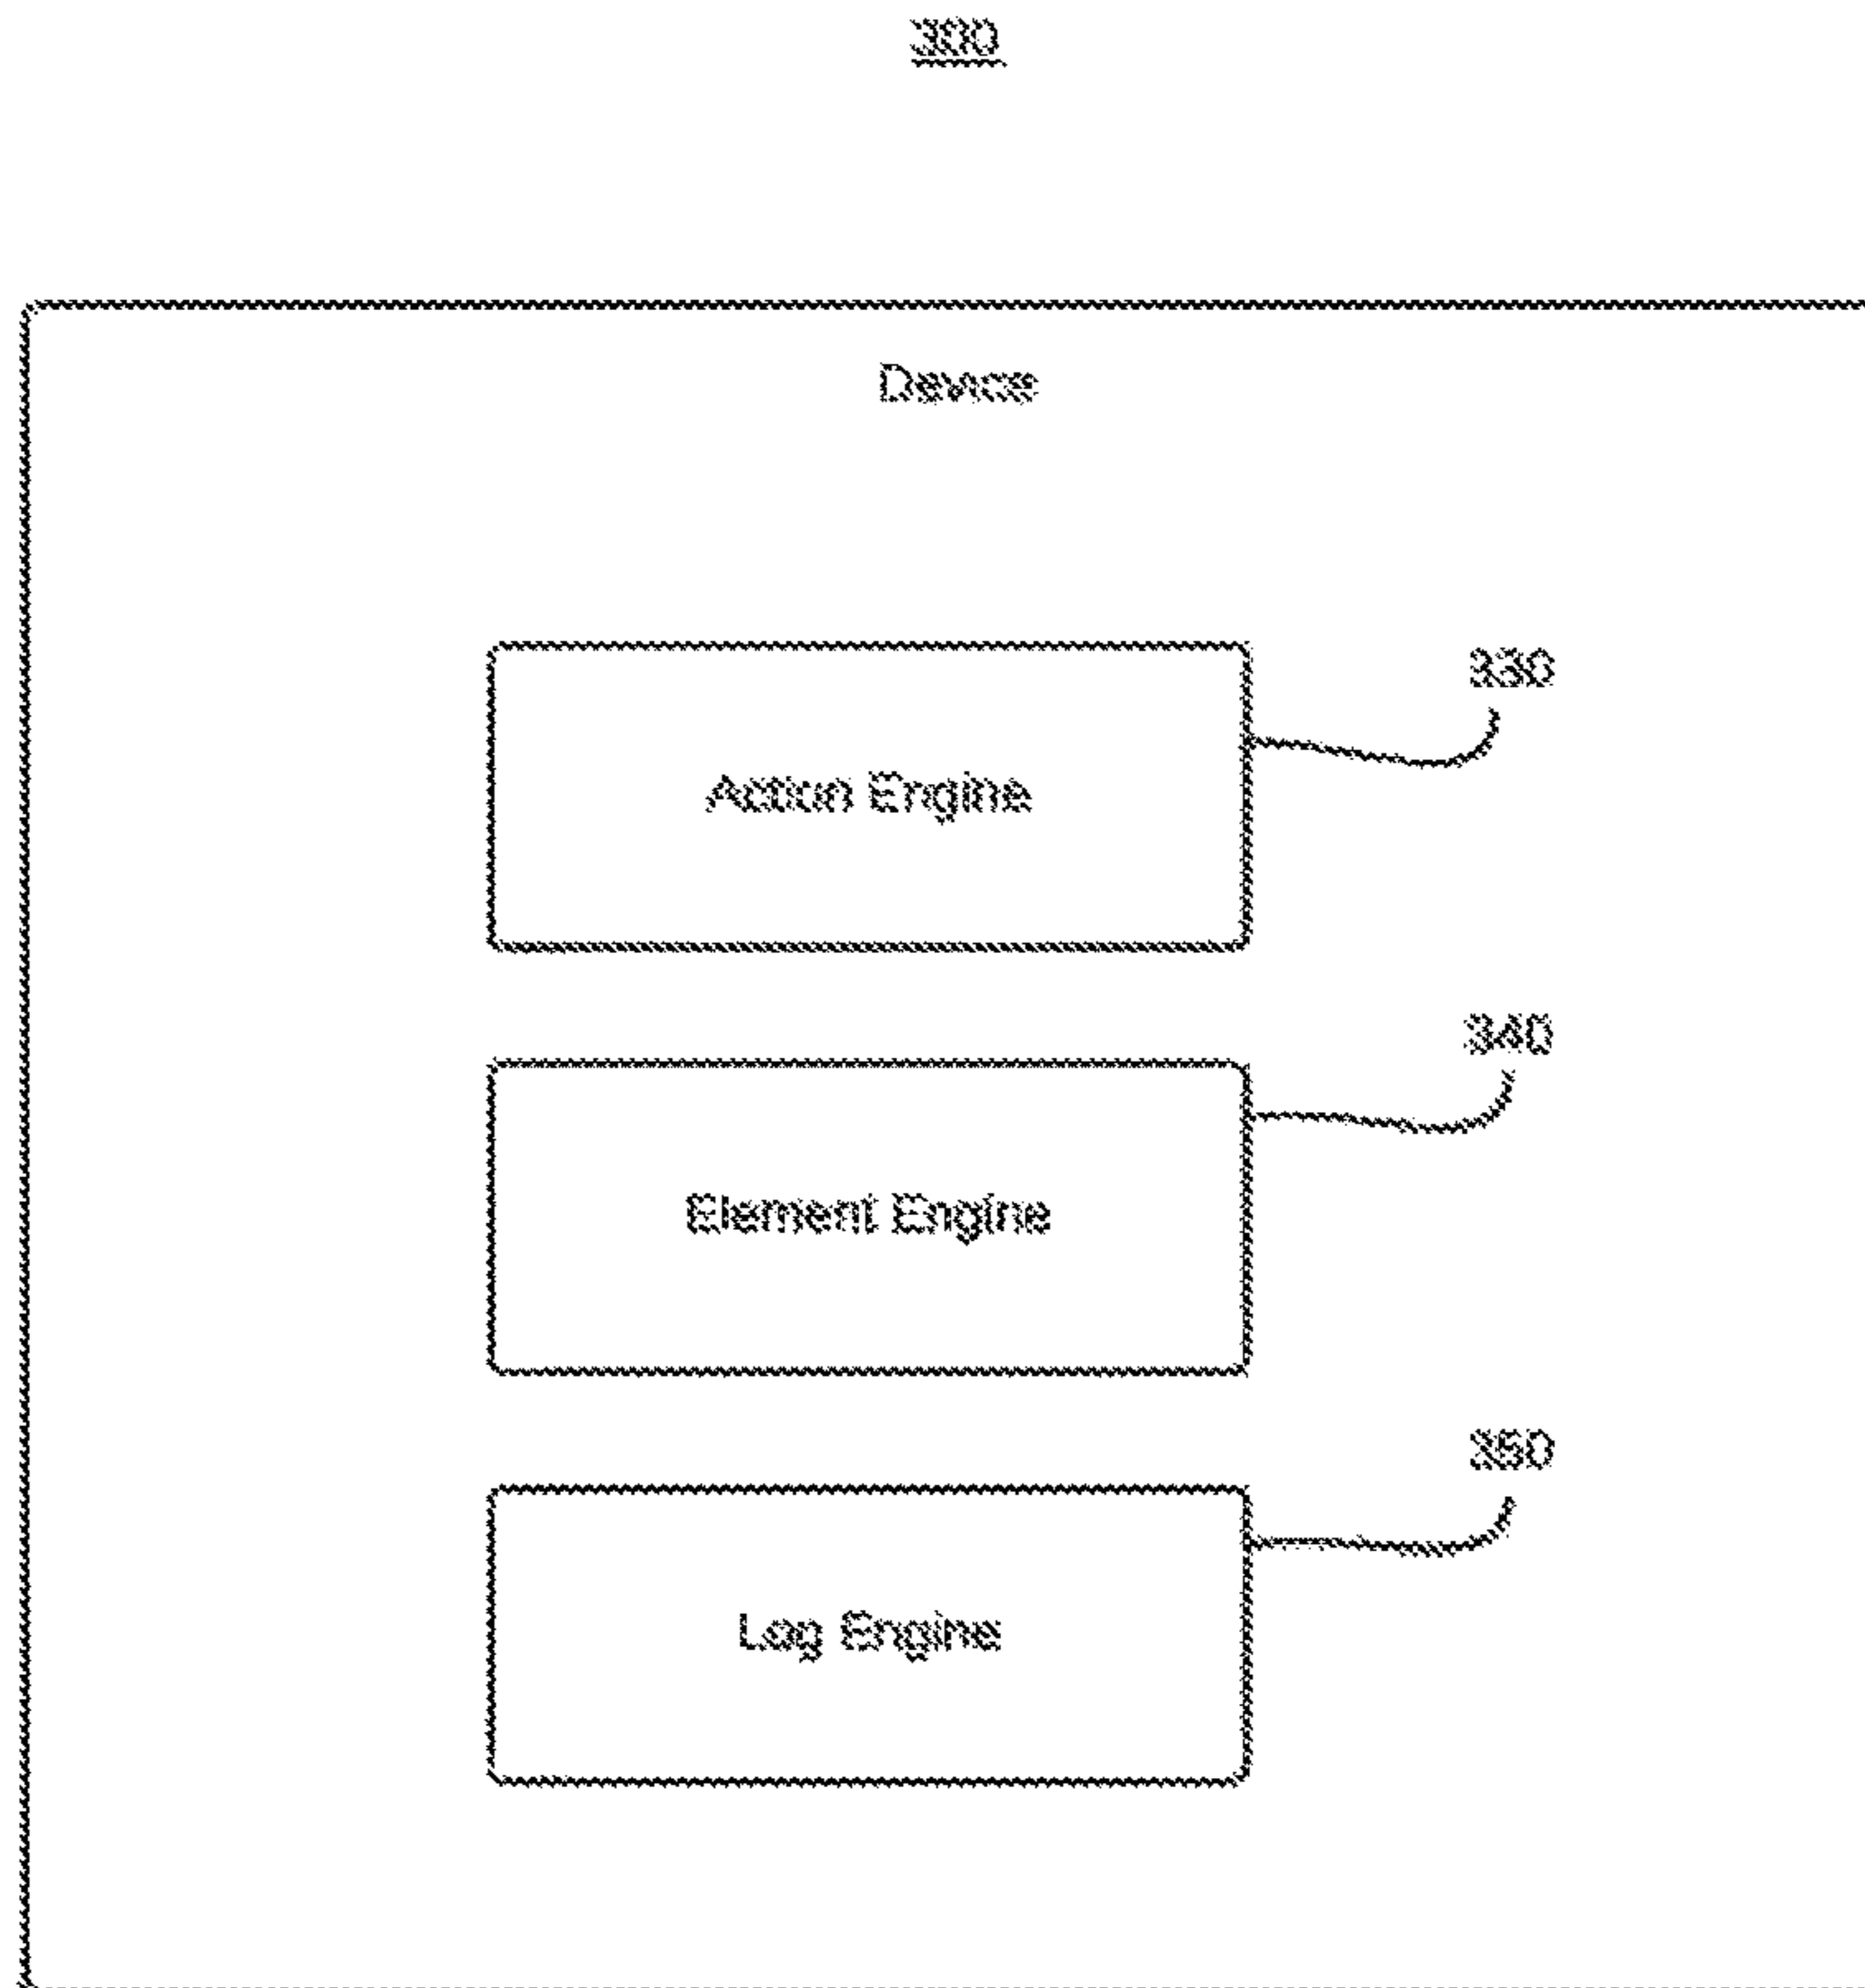 300
Device
330
Action Engine
340
Element Engine
350
Log Engine